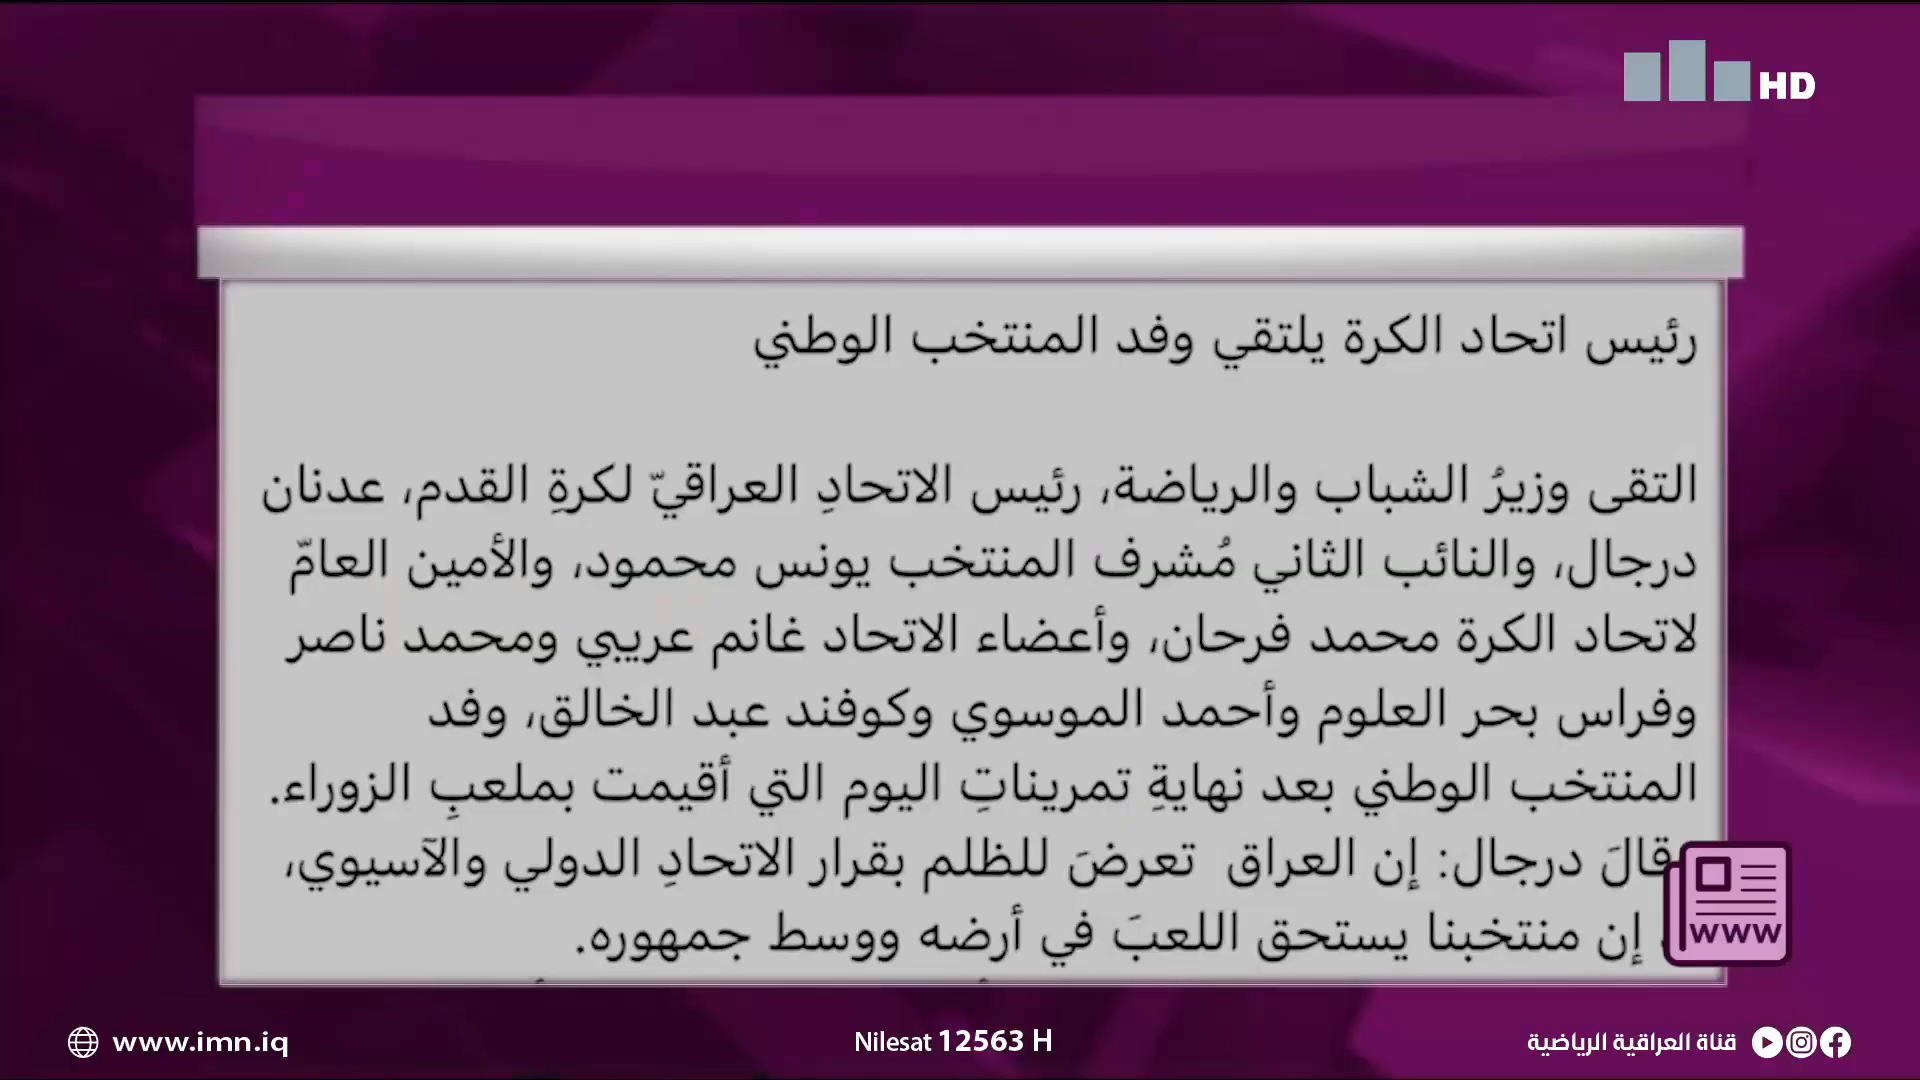 HD
رئيس اتحاد الكرة يلتقي وفد المنتخب الوطني
التقى وزيرُ الشباب والرياضة، رئيس الاتحادِ العراقيّ لكرةِ القدم، عدنان
درجال، والنائب الثاني مُشرف المنتخب يونس محمود، والأمين العامّ
لاتحاد الكرة محمد فرحان، وأعضاء الاتحاد غانم عريبي ومحمد ناصر
وفراس بحر العلوم وأحمد الموسوي وكوفند عبد الخالق، وفد
المنتخب الوطني بعد نهايةِ تمريناتِ اليوم التي أقيمت بملعبِ الزوراء.
قالَ درجال: إن العراق تعرضَ للظلم بقرار الاتحادِ الدولي والآسيوي،
إن منتخبنا يستحق اللعبَ في أرضه ووسط جمهوره.
www
www.imn.iq
Nilesat 12563 H
قناة العراقية الرياضية